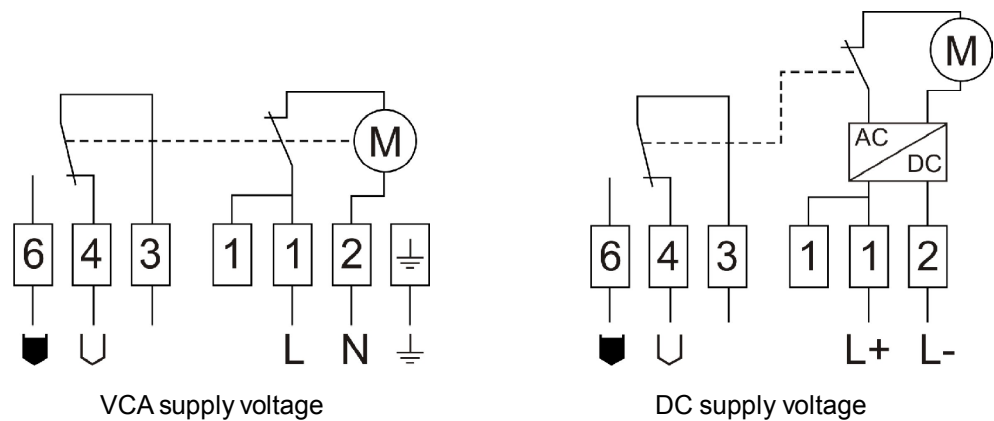 M
M
AC
DC
6 4 3 1 1 2
6 4 3 1 1 2
L N
L+ L-
VCA supply voltage
DC supply voltage